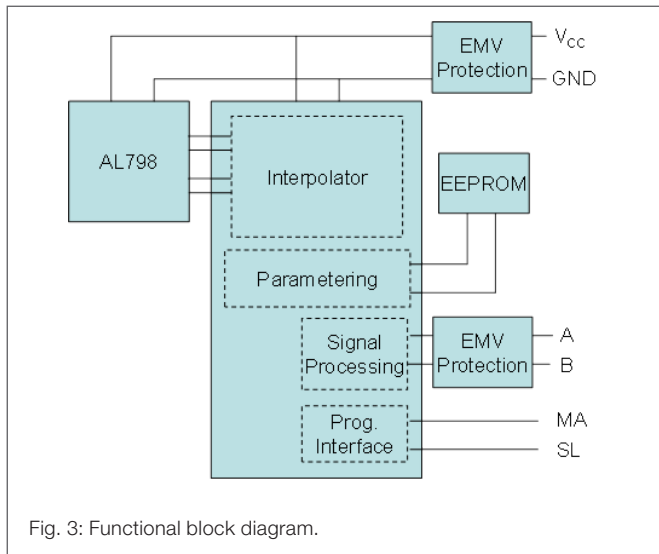 EMV
Protection
V_CC
GND
AL798
Interpolator
EEPROM
Parametering
Signal
Processing
EMV
Protection
A
B
Prog.
Interface
MA
SL
Fig. 3: Functional block diagram.